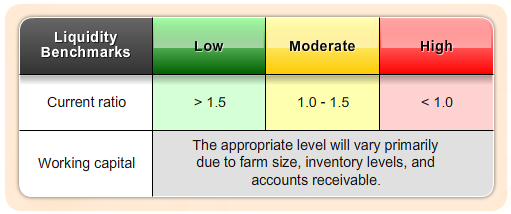 Liquidity
Benchmarks
Low
Moderate
High
Current ratio
> 1.5
1.0 - 1.5
< 1.0
Working capital
The appropriate level will vary primarily
due to farm size, inventory levels, and
accounts receivable.